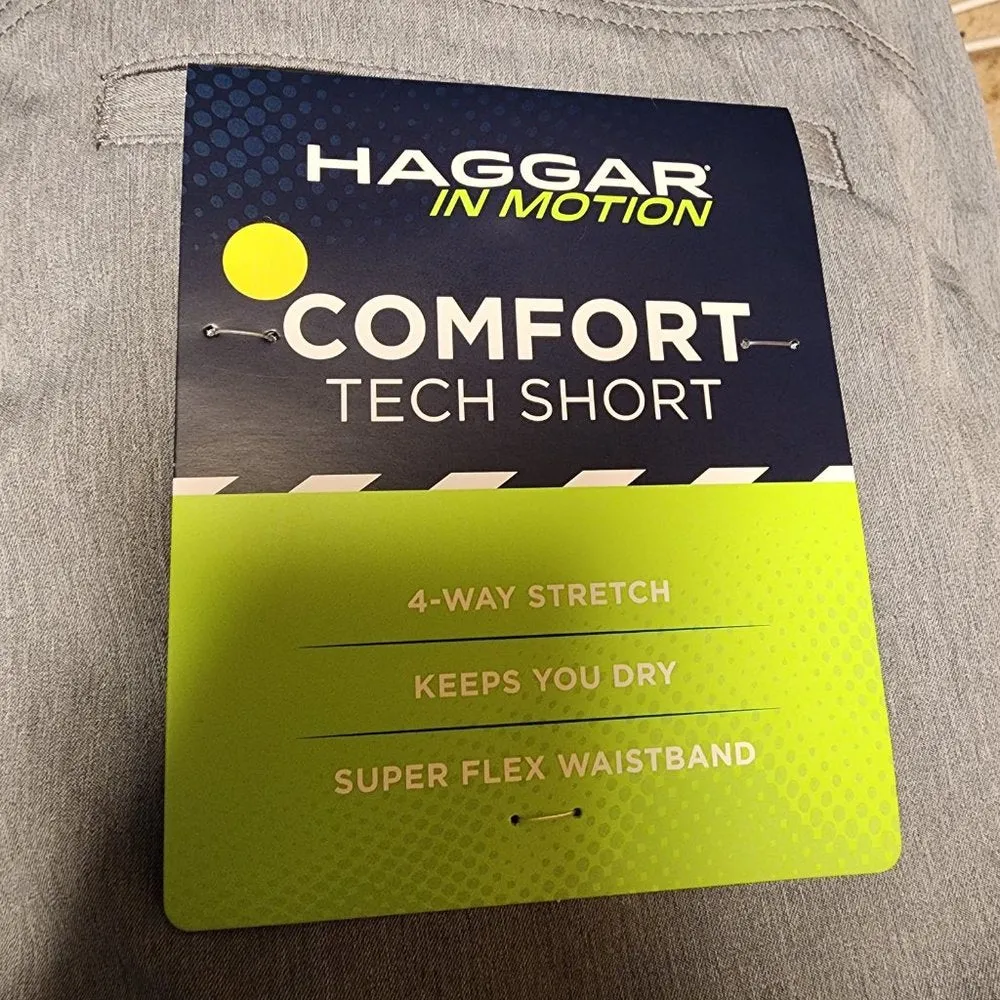 HAGGAR
IN MOTION
COMFORT
TECH SHORT
4-WAY STRETCH
KEEPS YOU DRY
SUPER FLEX WAISTBAND